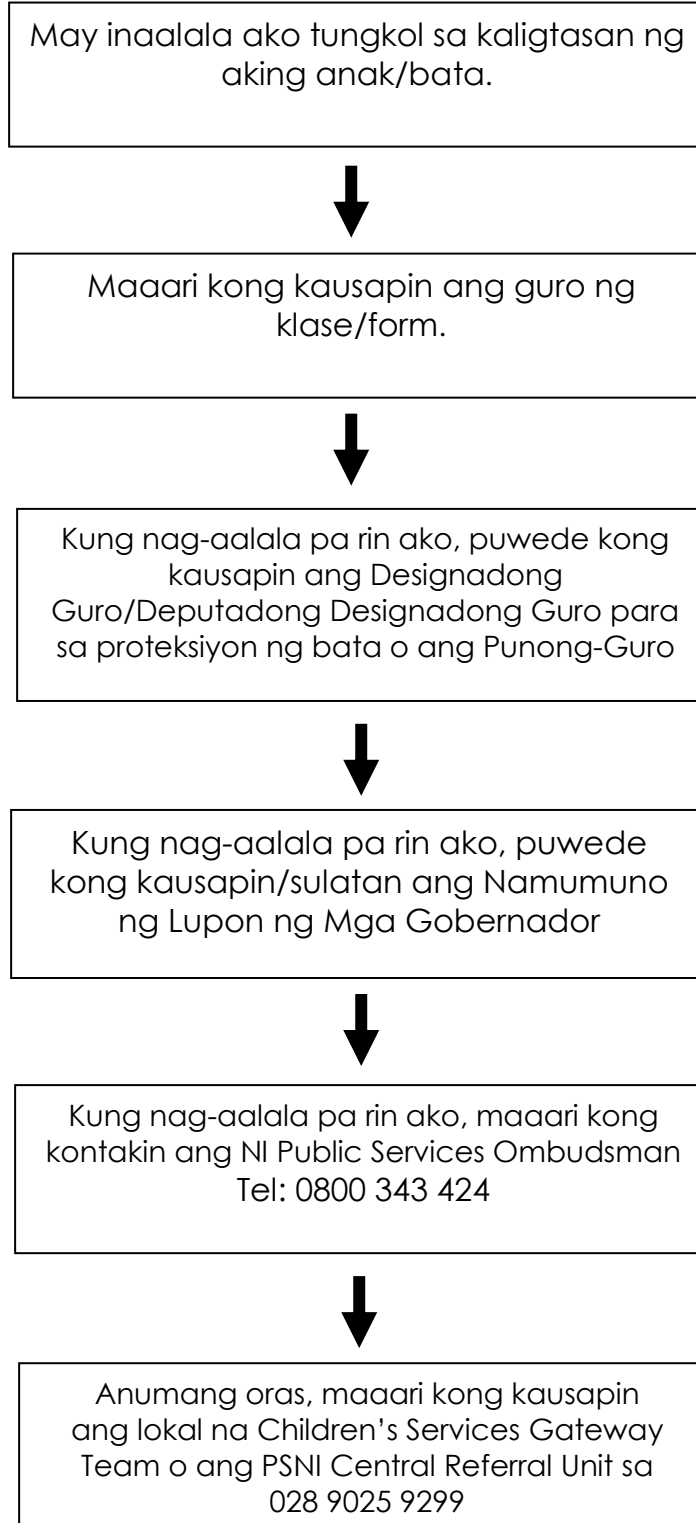 May inaalala ako tungkol sa kaligtasan ng
aking anak/bata.
Maaari kong kausapin ang guro ng
klase/form.
Kung nag-aalala pa rin ako, puwede kong
kausapin ang Designadong
Guro/Deputadong Designadong Guro para
sa proteksiyon ng bata o ang Punong-Guro
Kung nag-aalala pa rin ako, puwede
kong kausapin/sulatan ang Namumuno
ng Lupon ng Mga Gobernador
Kung nag-aalala pa rin ako, maaari kong
kontakin ang NI Public Services Ombudsman
Tel: 0800 343 424
Anumang oras, maaari kong kausapin
ang lokal na Children’s Services Gateway
Team o ang PSNI Central Referral Unit sa
028 9025 9299